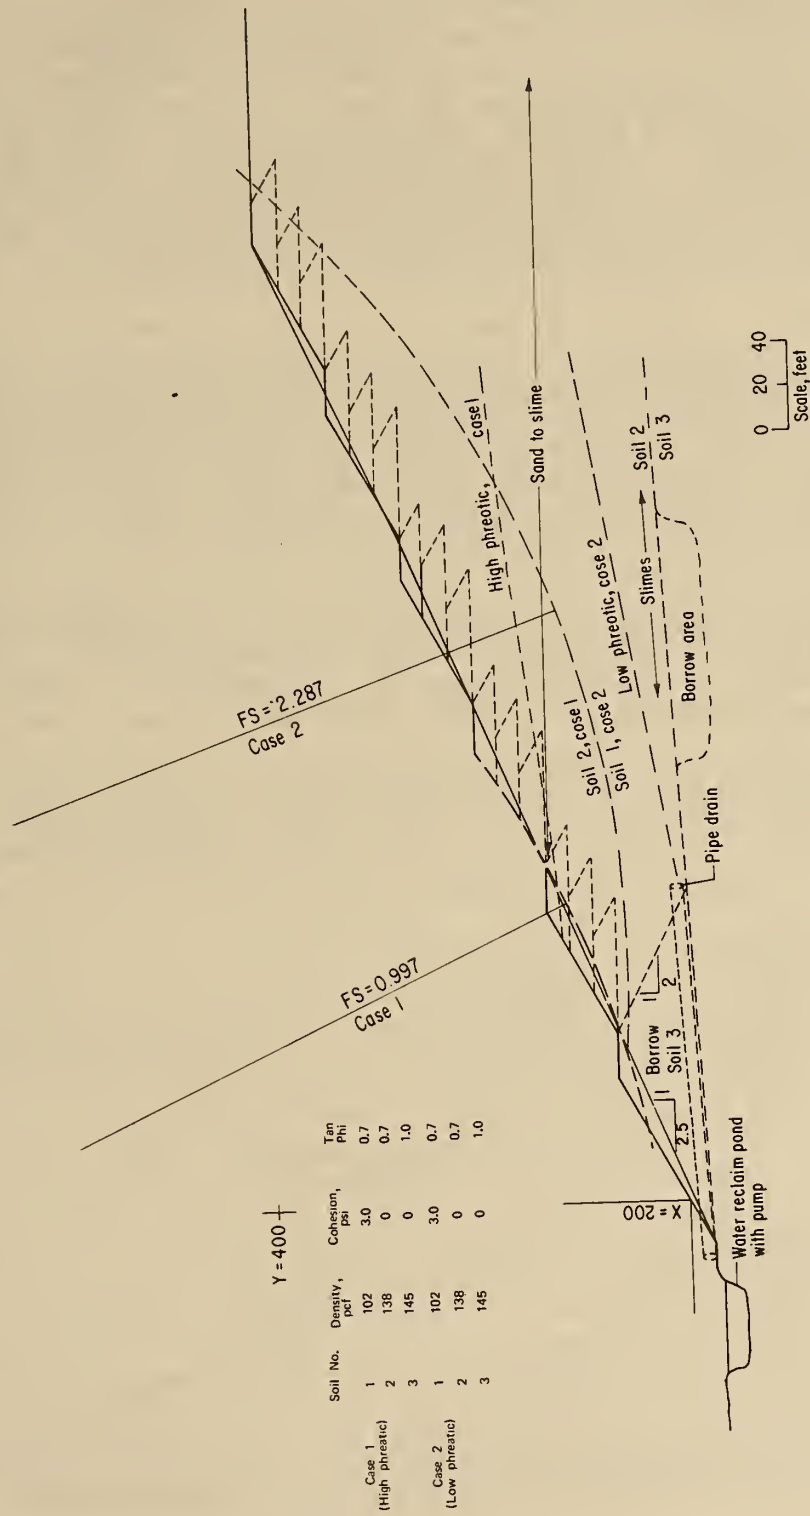 Y = 400
Soil No. Density, pcf Cohesion, psi Tan Phi
Case 1 (High phreatic) 1 102 3.0 0.7
2 138 0 0.7
3 145 0 1.0
Case 2 (Low phreatic) 1 102 3.0 0.7
2 138 0 0.7
3 145 0 1.0
FS = 2.287
Case 2
FS = 0.997
Case 1
High phreatic, case 1
Sand to slime
Soil 2, case 1
Soil 1, case 2
Low phreatic, case 2
Slimes
Soil 2
Soil 3
Borrow area
Pipe drain
1
2
Borrow
Soil 3
1
2.5
X = 200
Water reclaim pond
with pump
0 20 40
Scale, feet